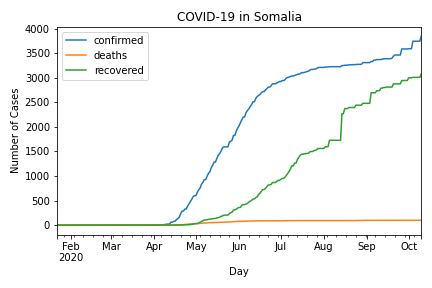 COVID-19 in Somalia
confirmed
deaths
recovered
Number of Cases
4000
3500
3000
2500
2000
1500
1000
500
0
Feb Mar Apr May Jun Jul Aug Sep Oct
2020
Day